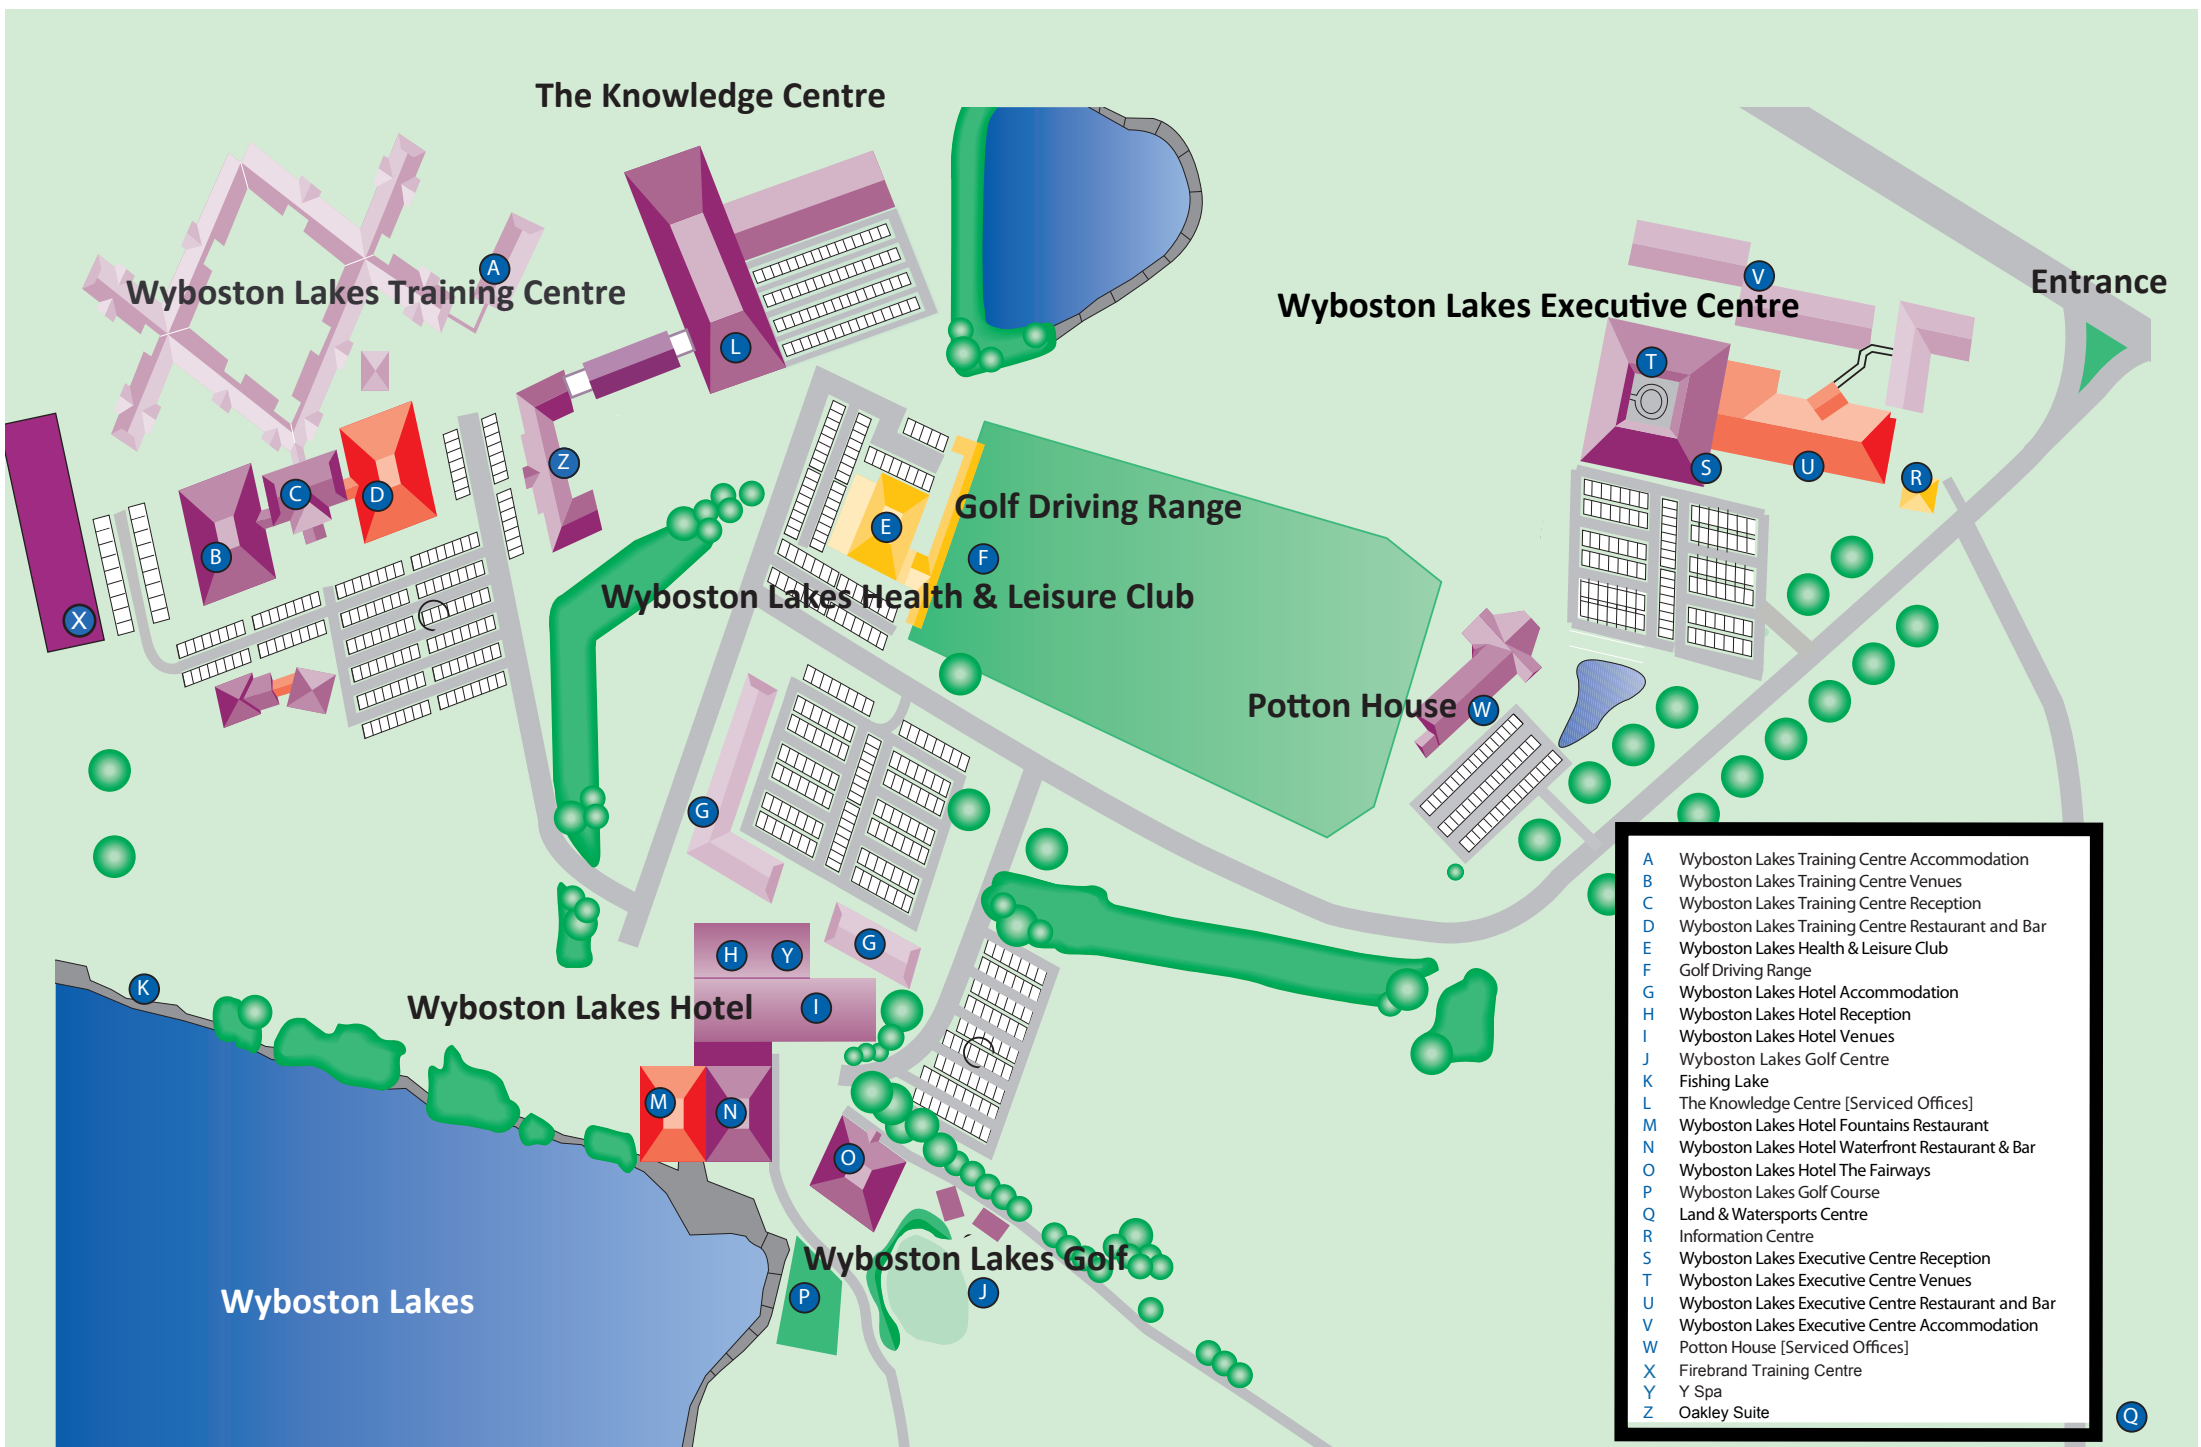 The Knowledge Centre
Wyboston Lakes Training Centre
A
L
Wyboston Lakes Executive Centre
V
Entrance
T
S
U
R
Z
C
D
B
X
E
Golf Driving Range
F
Wyboston Lakes Health & Leisure Club
Potton House
W
G
G
H
Y
I
K
Wyboston Lakes Hotel
M
N
O
Wyboston Lakes Golf
P
J
Wyboston Lakes
A Wyboston Lakes Training Centre Accommodation
B Wyboston Lakes Training Centre Venues
C Wyboston Lakes Training Centre Reception
D Wyboston Lakes Training Centre Restaurant and Bar
E Wyboston Lakes Health & Leisure Club
F Golf Driving Range
G Wyboston Lakes Hotel Accommodation
H Wyboston Lakes Hotel Reception
I Wyboston Lakes Hotel Venues
J Wyboston Lakes Golf Centre
K Fishing Lake
L The Knowledge Centre [Serviced Offices]
M Wyboston Lakes Hotel Fountains Restaurant
N Wyboston Lakes Hotel Waterfront Restaurant & Bar
O Wyboston Lakes Hotel The Fairways
P Wyboston Lakes Golf Course
Q Land & Watersports Centre
R Information Centre
S Wyboston Lakes Executive Centre Reception
T Wyboston Lakes Executive Centre Venues
U Wyboston Lakes Executive Centre Restaurant and Bar
V Wyboston Lakes Executive Centre Accommodation
W Potton House [Serviced Offices]
X Firebrand Training Centre
Y Y Spa
Z Oakley Suite
Q